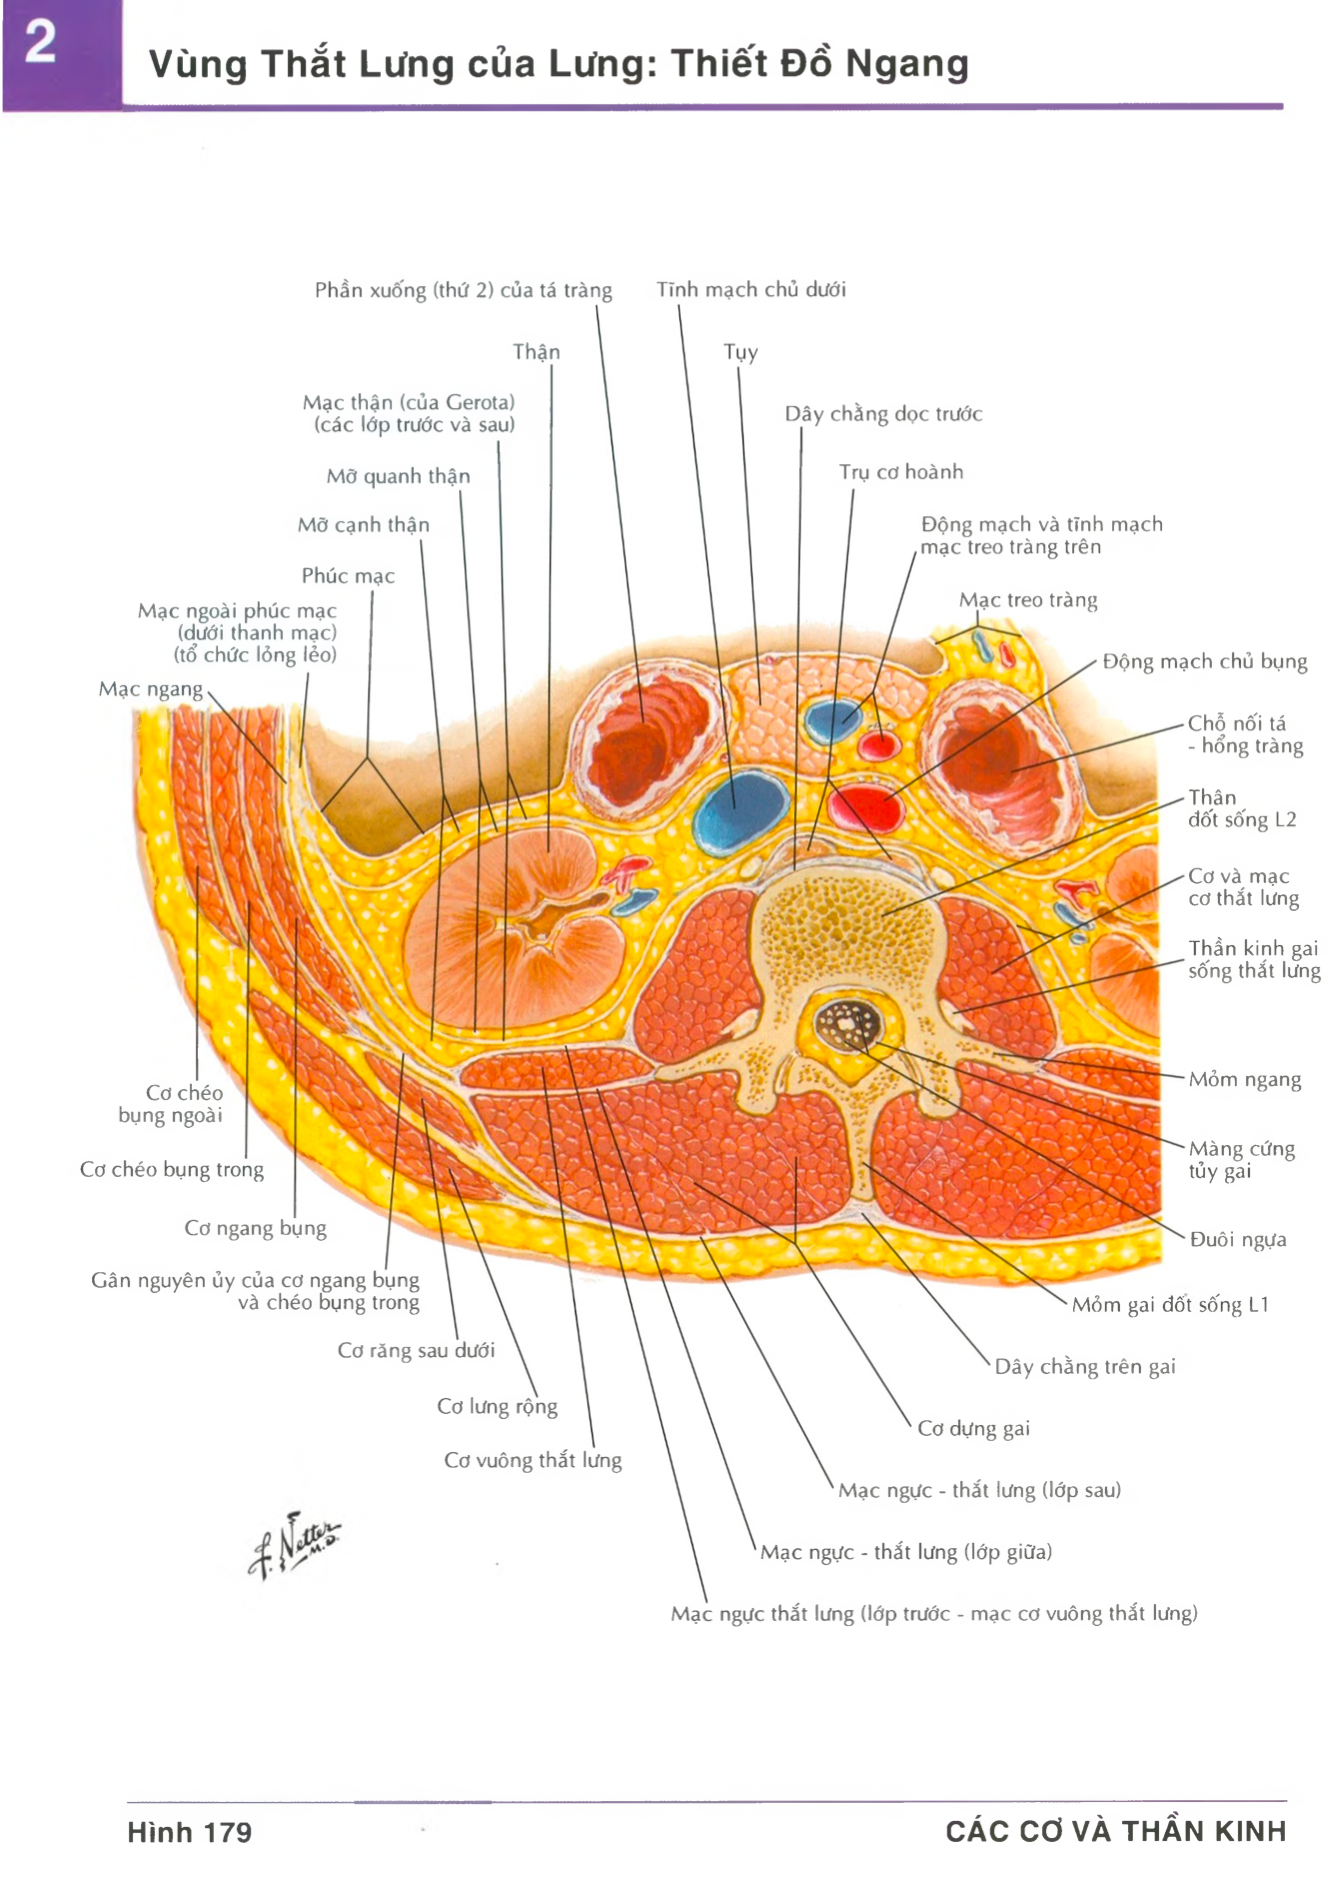 2
Vùng Thắt Lưng của Lưng: Thiết Đồ Ngang
Phần xuống (thứ 2) của tá tràng
Tĩnh mạch chủ dưới
Thận
Tụy
Mạc thận (của Gerota)
(các lớp trước và sau)
Dây chằng dọc trước
Mỡ quanh thận
Trụ cơ hoành
Mỡ cạnh thận
Động mạch và tĩnh mạch
mạc treo tràng trên
Phúc mạc
Mạc treo tràng
Mạc ngoài phúc mạc
(dưới thanh mạc)
(tổ chức lỏng lẻo)
Mạc ngang
Động mạch chủ bụng
Chỗ nối tá
- hổng tràng
Thân
đốt sống L2
Cơ và mạc
cơ thắt lưng
Thần kinh gai
sống thắt lưng
Mỏm ngang
Cơ chéo
bụng ngoài
Màng cứng
tủy gai
Cơ chéo bụng trong
Cơ ngang bụng
Đuôi ngựa
Gân nguyên ủy của cơ ngang bụng
và chéo bụng trong
Mỏm gai đốt sống L1
Cơ răng sau dưới
Dây chằng trên gai
Cơ lưng rộng
Cơ dựng gai
Cơ vuông thắt lưng
Mạc ngực - thắt lưng (lớp sau)
Mạc ngực - thắt lưng (lớp giữa)
Mạc ngực thắt lưng (lớp trước - mạc cơ vuông thắt lưng)
F. Netter
M.D.
Hình 179
CÁC CƠ VÀ THẦN KINH